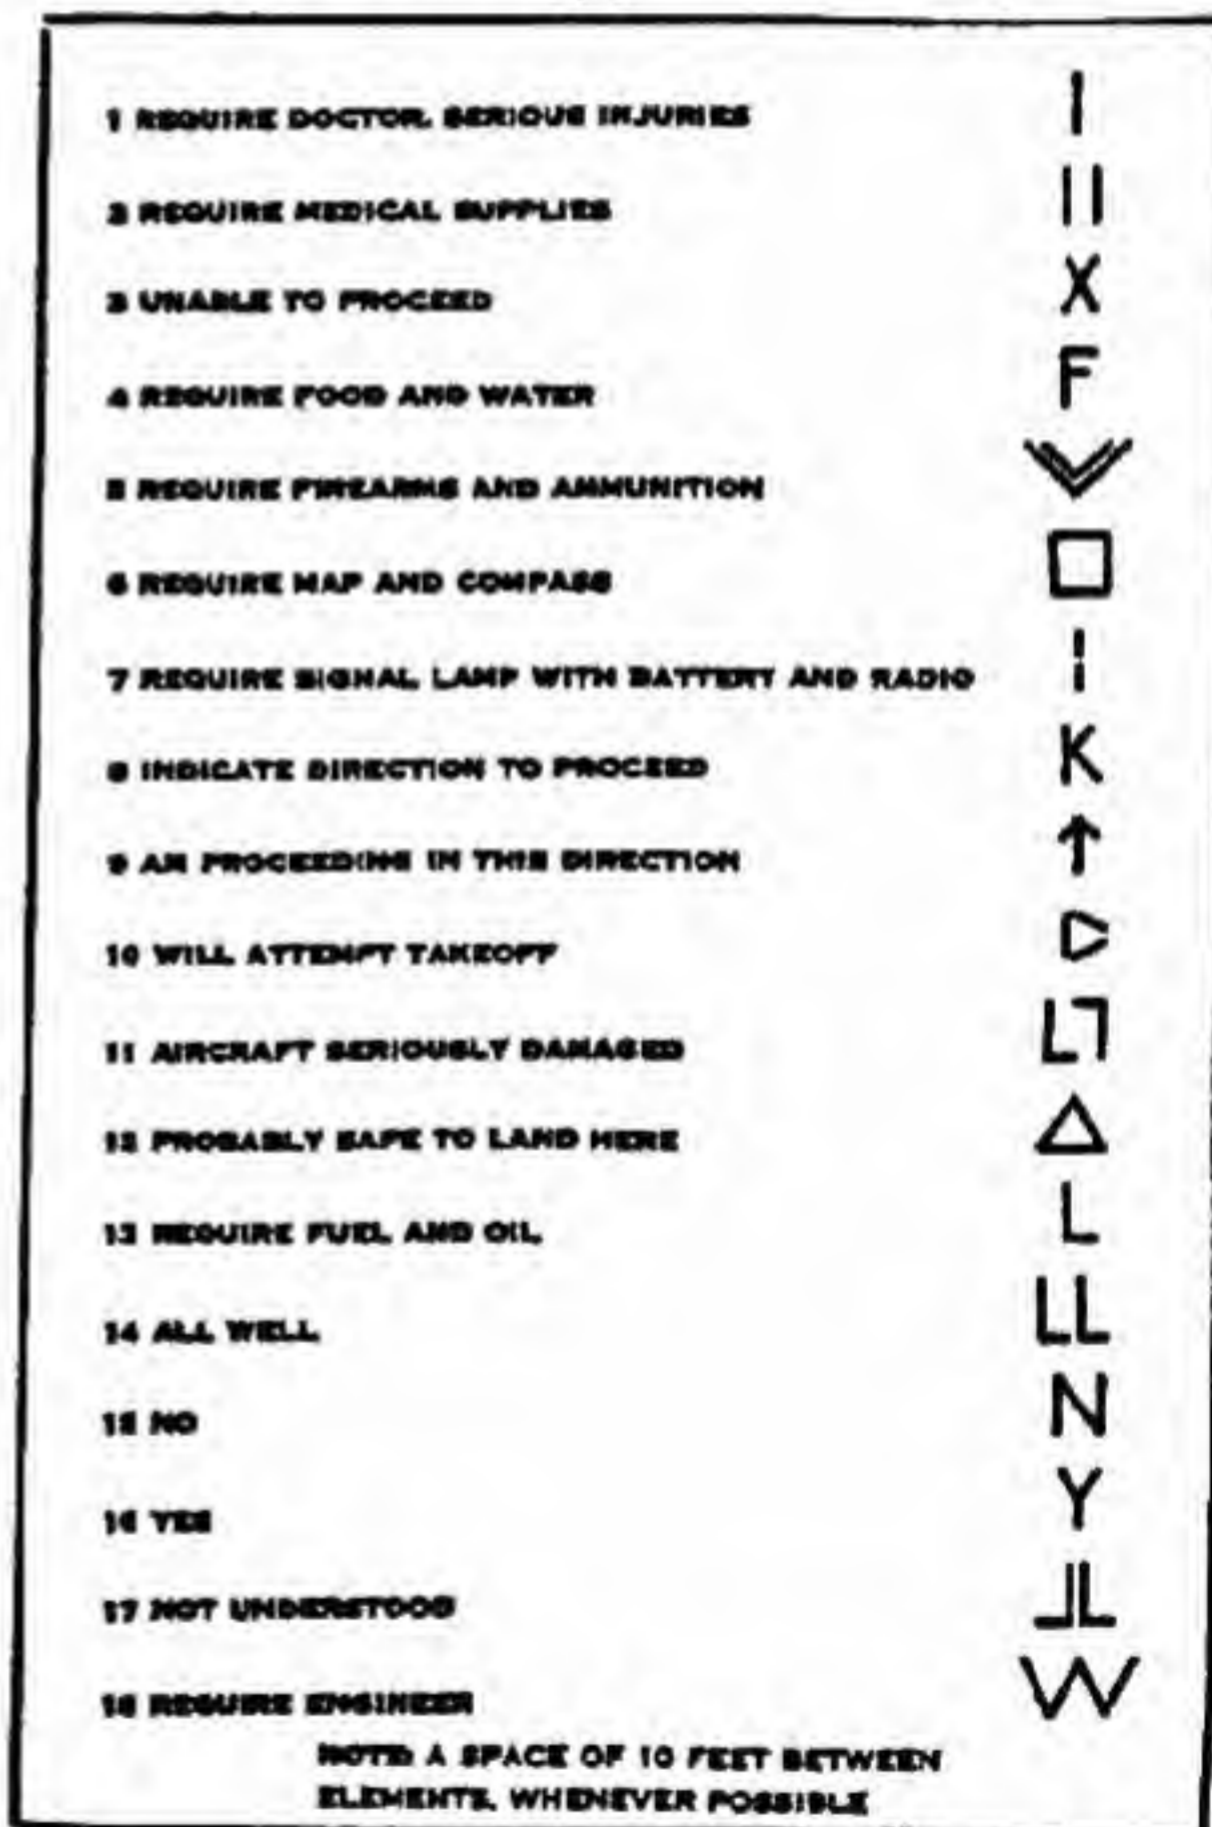 1 REQUIRE DOCTOR, SERIOUS INJURIES I
2 REQUIRE MEDICAL SUPPLIES II
3 UNABLE TO PROCEED X
4 REQUIRE FOOD AND WATER F
5 REQUIRE FIREARMS AND AMMUNITION
6 REQUIRE MAP AND COMPASS
7 REQUIRE SIGNAL LAMP WITH BATTERY AND RADIO
8 INDICATE DIRECTION TO PROCEED K
9 AM PROCEEDING IN THIS DIRECTION ↑
10 WILL ATTEMPT TAKEOFF
11 AIRCRAFT SERIOUSLY DAMAGED
12 PROBABLY SAFE TO LAND HERE
13 REQUIRE FUEL AND OIL L
14 ALL WELL LL
15 NO N
16 YES Y
17 NOT UNDERSTOOD
18 REQUIRE ENGINEER W
NOTE: A SPACE OF 10 FEET BETWEEN
ELEMENTS, WHENEVER POSSIBLE